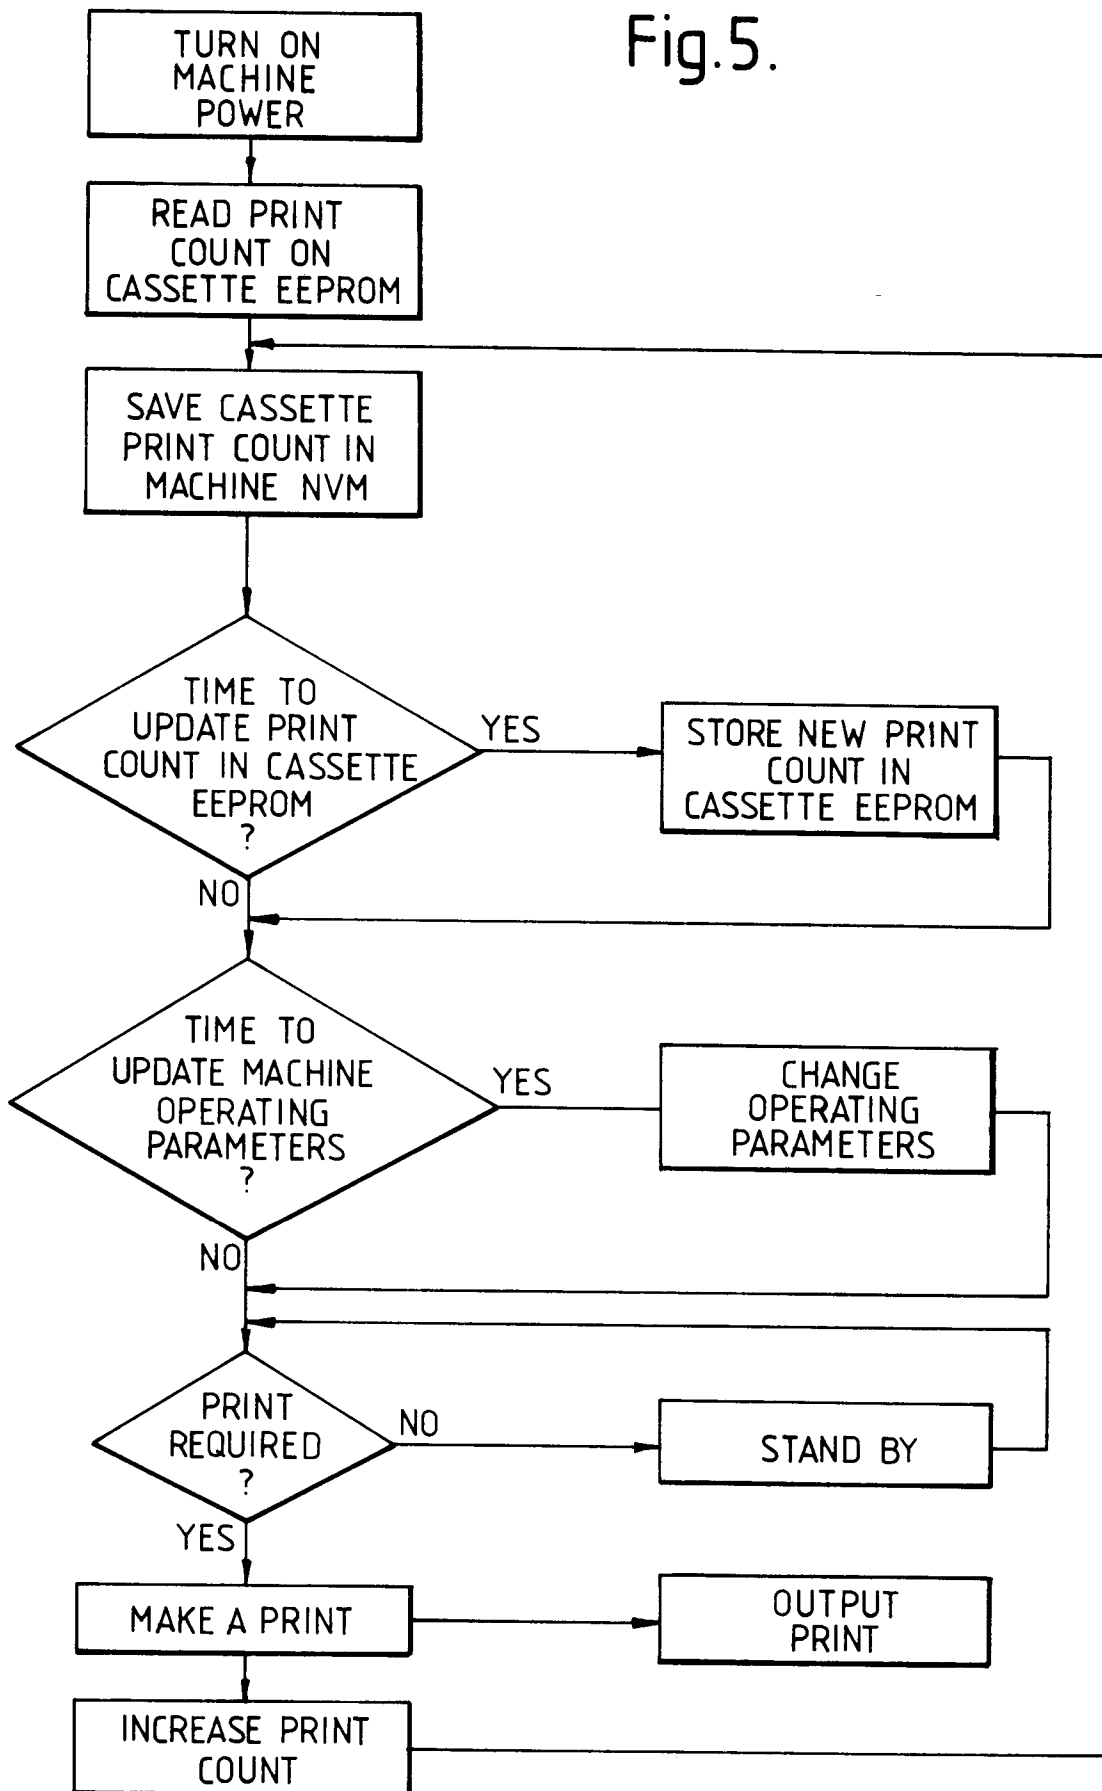 Fig.5.
TURN ON
MACHINE
POWER
READ PRINT
COUNT ON
CASSETTE EEPROM
SAVE CASSETTE
PRINT COUNT IN
MACHINE NVM
TIME TO
UPDATE PRINT
COUNT IN CASSETTE
EEPROM
?
YES
STORE NEW PRINT
COUNT IN
CASSETTE EEPROM
NO
TIME TO
UPDATE MACHINE
OPERATING
PARAMETERS
?
YES
CHANGE
OPERATING
PARAMETERS
NO
PRINT
REQUIRED
?
NO
STAND BY
YES
MAKE A PRINT
OUTPUT
PRINT
INCREASE PRINT
COUNT